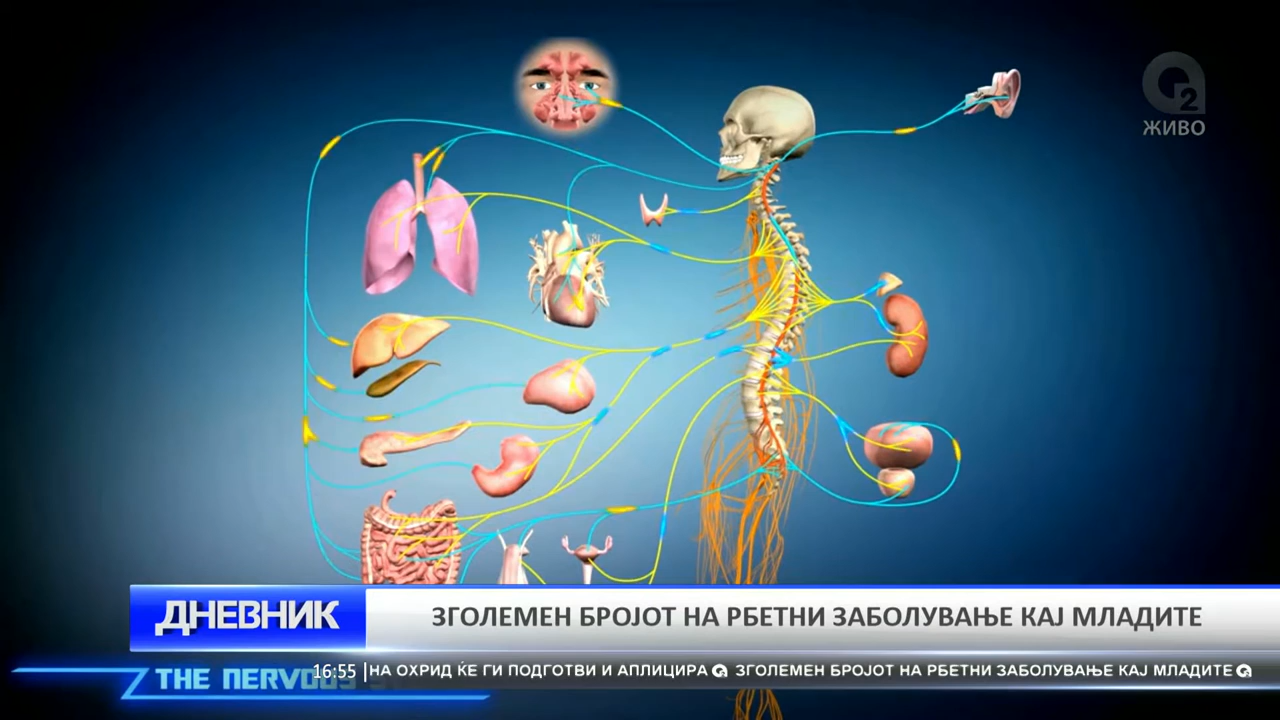 2
ЖИВО
ДНЕВНИК
ЗГОЛЕМЕН БРОЈОТ НА РБЕТНИ ЗАБОЛУВАЊЕ КАЈ МЛАДИТЕ
16:55 НА ОХРИД ЌЕ ГИ ПОДГОТВИ И АПЛИЦИРА ЗГОЛЕМЕН БРОЈОТ НА РБЕТНИ ЗАБОЛУВАЊЕ КАЈ МЛАДИТЕ
THE NERVOUS